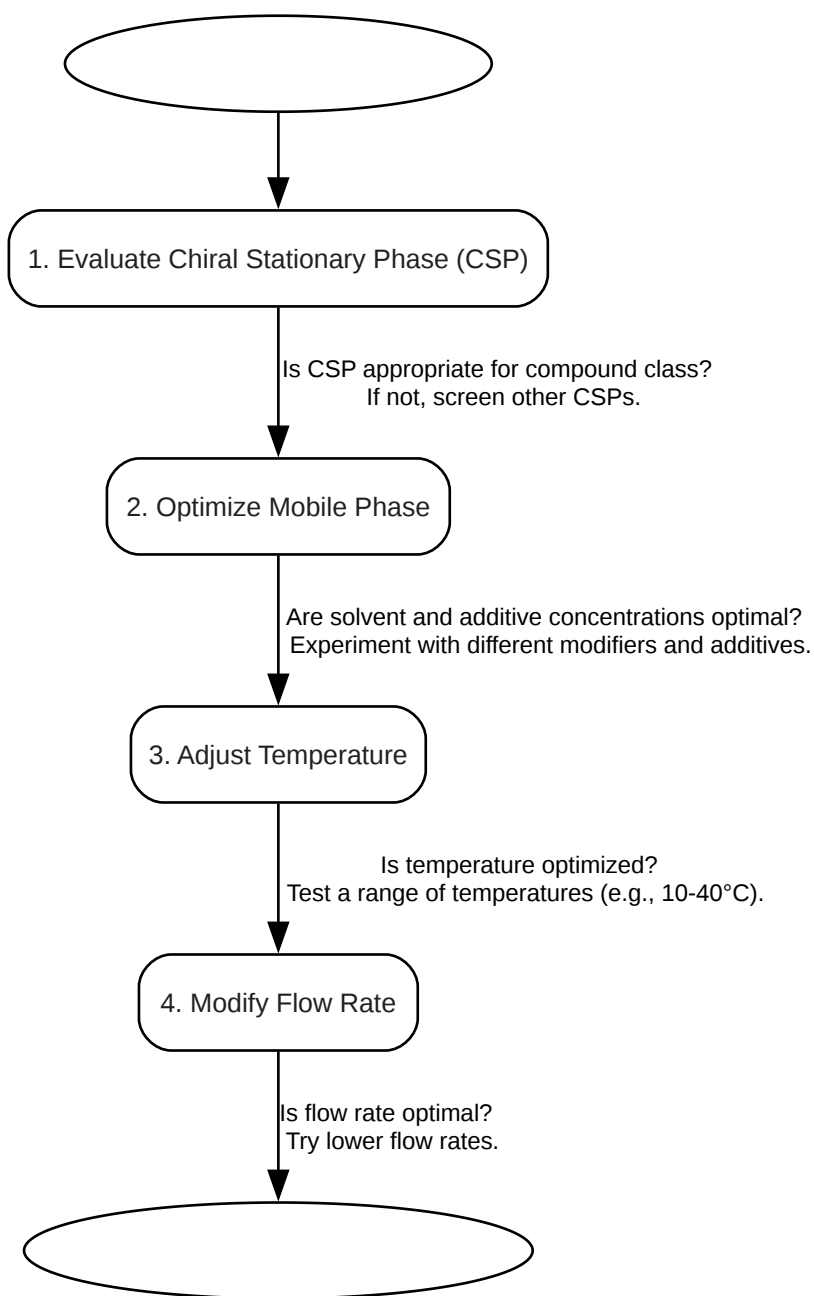 1. Evaluate Chiral Stationary Phase (CSP)
Is CSP appropriate for compound class?
If not, screen other CSPs.
2. Optimize Mobile Phase
Are solvent and additive concentrations optimal?
Experiment with different modifiers and additives.
3. Adjust Temperature
Is temperature optimized?
Test a range of temperatures (e.g., 10-40°C).
4. Modify Flow Rate
Is flow rate optimal?
Try lower flow rates.